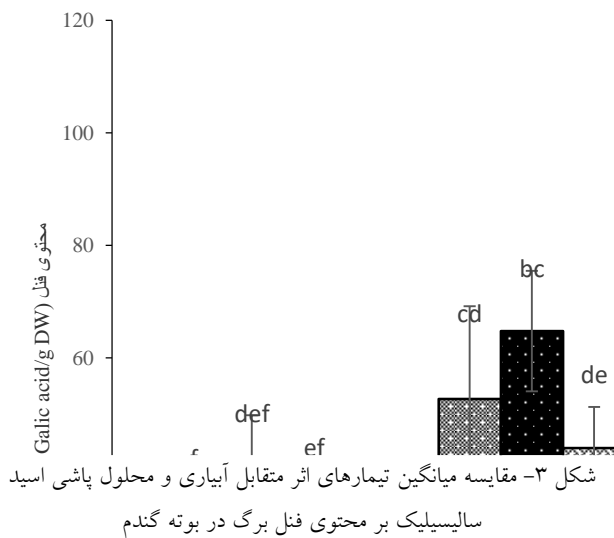 120
100
80
60
محتوی فنل (Galic acid/g DW
bc
cd
de
def
ef
f
شکل ۳- مقایسه میانگین تیمارهای اثر متقابل آبیاری و محلول پاشی اسید
سالیسیلیک بر محتوی فنل برگ در بوته گندم